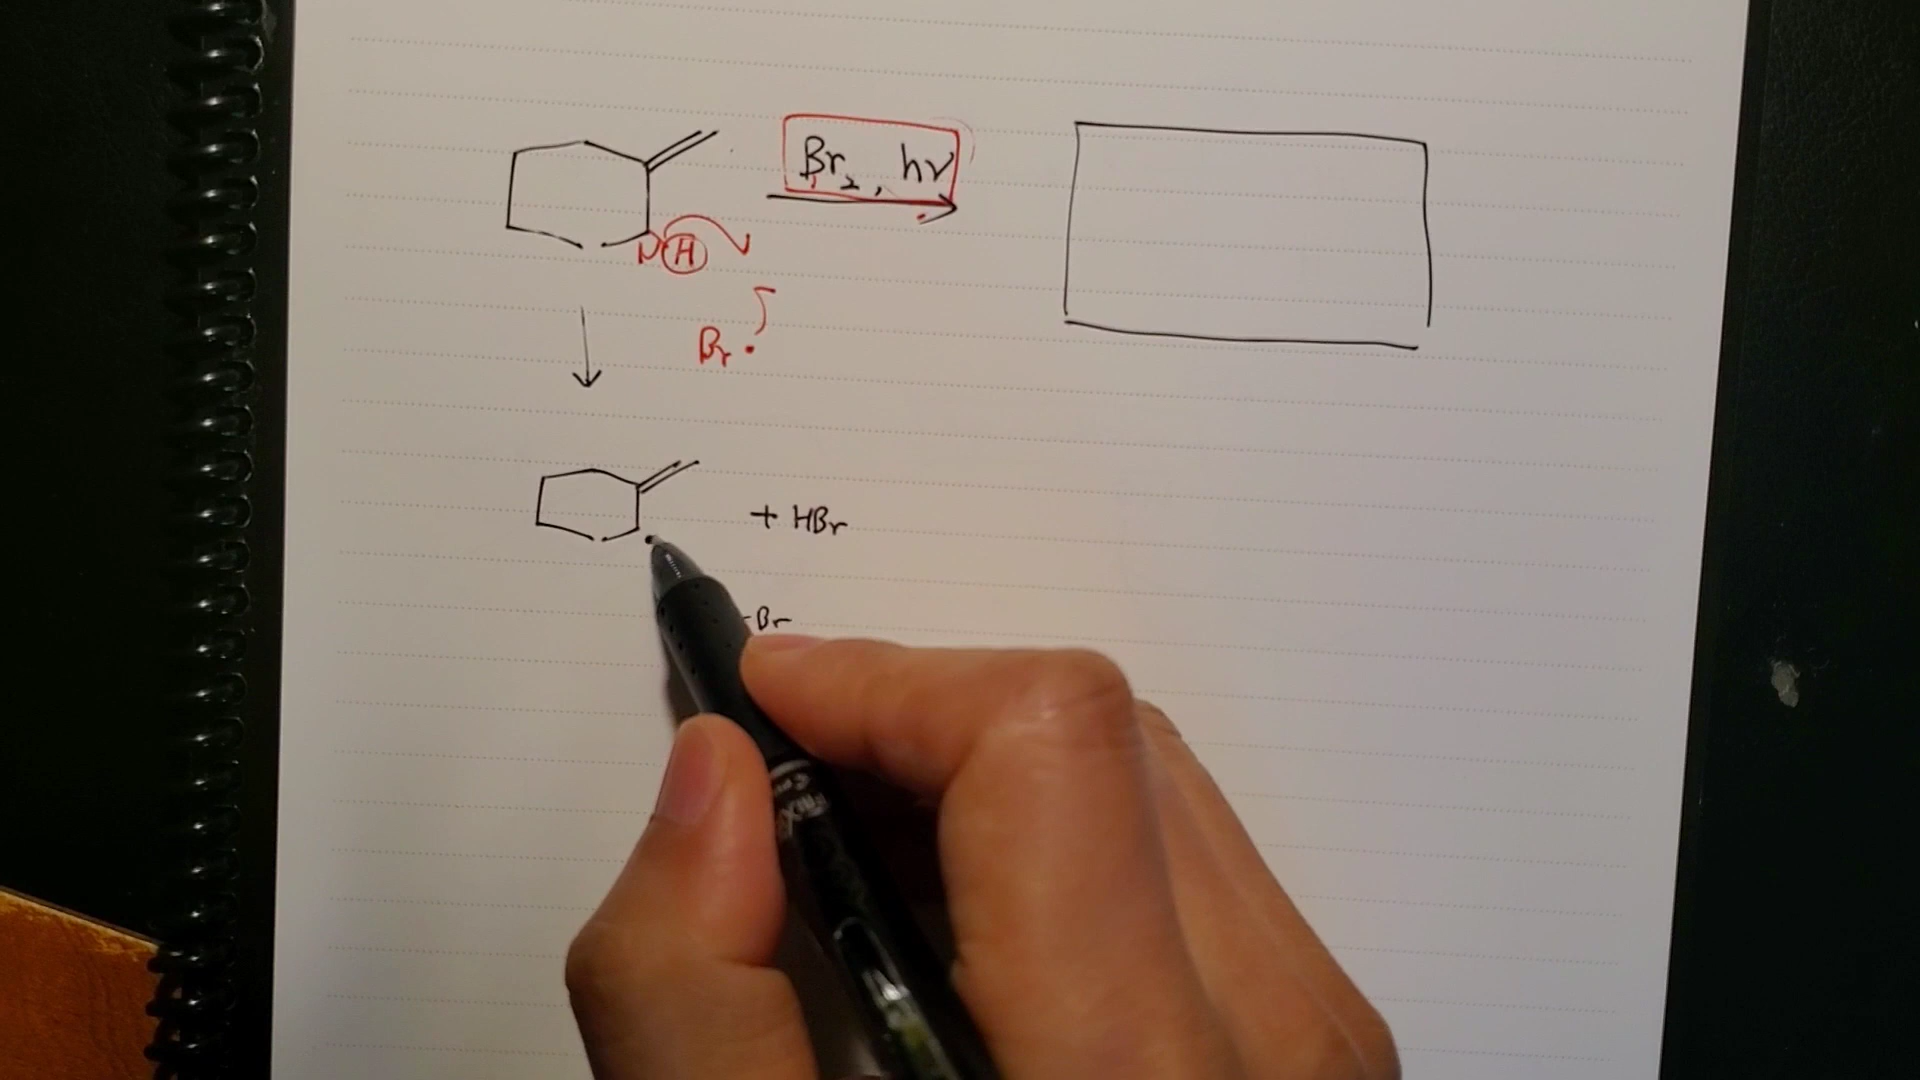 Br₂, hν
H
Br •
+ HBr
-Br